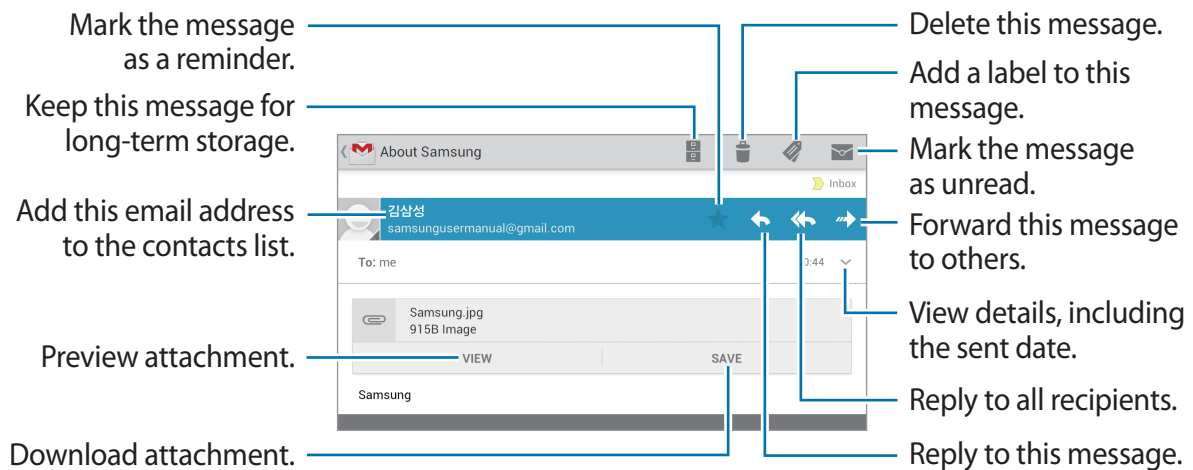 Mark the message
as a reminder.
Keep this message for
long-term storage.
Add this email address
to the contacts list.
Preview attachment.
Download attachment.
About Samsung
Inbox
김삼성
samsungusermanual@gmail.com
To: me
0:44
Samsung.jpg
915B Image
VIEW
SAVE
Samsung
Delete this message.
Add a label to this
message.
Mark the message
as unread.
Forward this message
to others.
View details, including
the sent date.
Reply to all recipients.
Reply to this message.